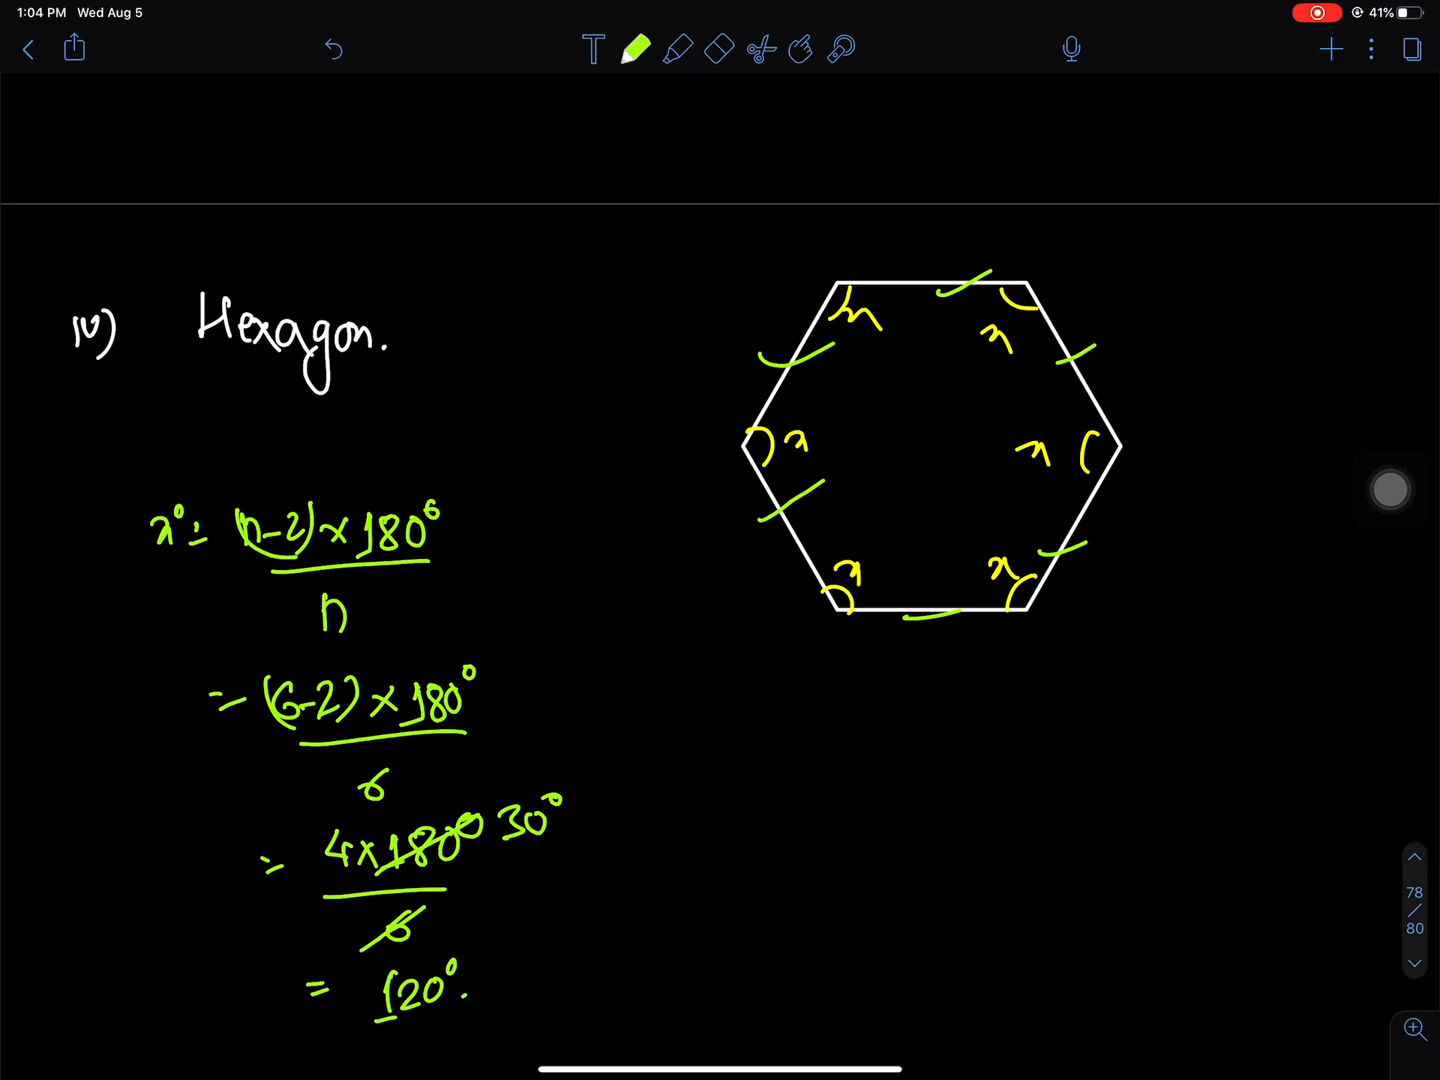 1:04 PM Wed Aug 5
41%
T
iv) Hexagon.
x x
x x
x x
x° = (n-2) × 180°
n
= (6-2) × 180°
6
= 4 × 180° 30°
6
= 120°.
78
/
80